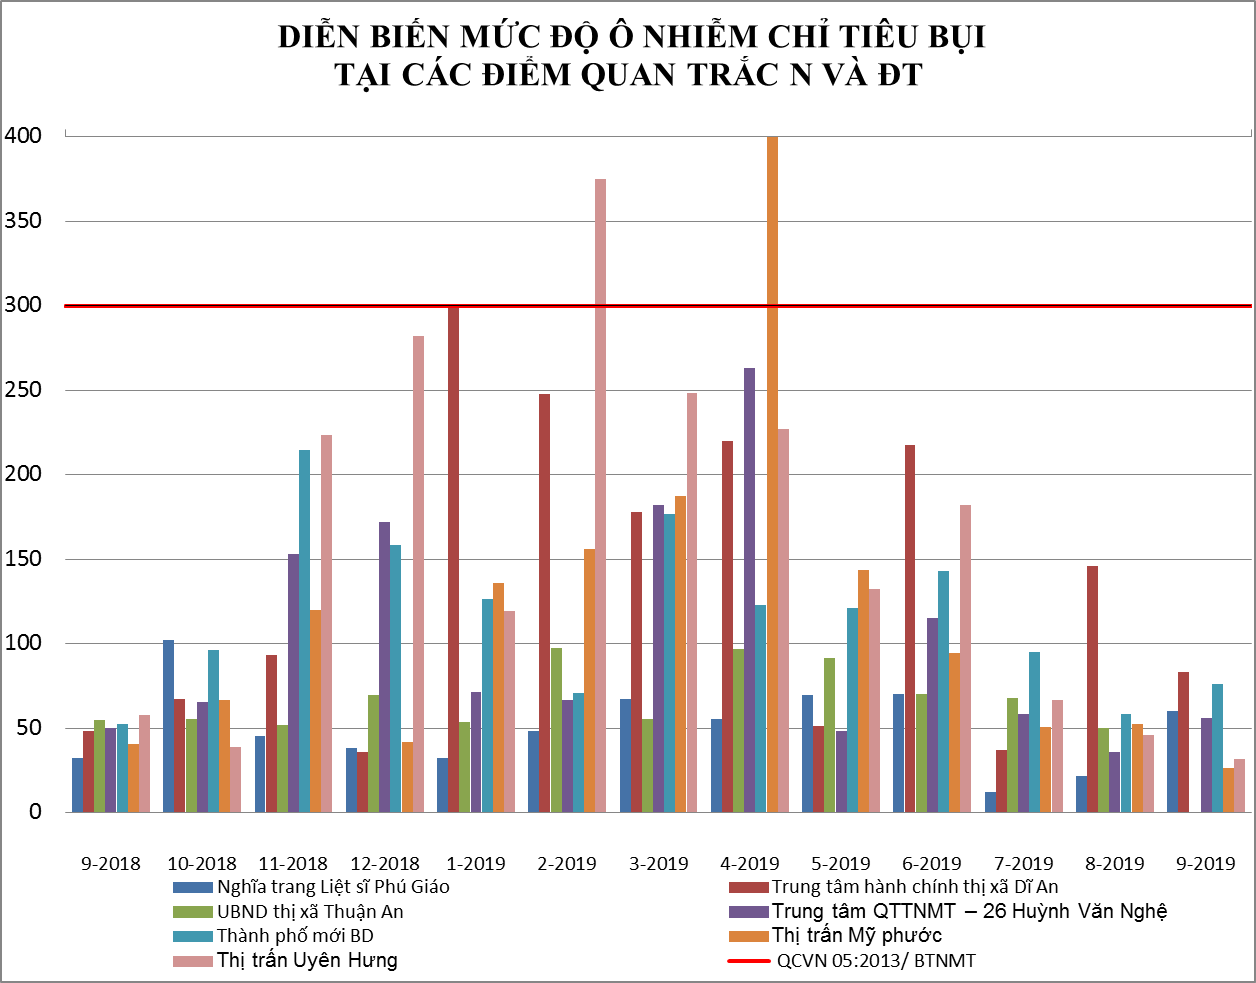 DIỄN BIẾN MỨC ĐỘ Ô NHIỄM CHỈ TIÊU BỤI
TẠI CÁC ĐIỂM QUAN TRẮC N VÀ ĐT
400
350
300
250
200
150
100
50
0
9-2018 10-2018 11-2018 12-2018 1-2019 2-2019 3-2019 4-2019 5-2019 6-2019 7-2019 8-2019 9-2019
Nghĩa trang Liệt sĩ Phú Giáo Trung tâm hành chính thị xã Dĩ An
UBND thị xã Thuận An Trung tâm QTTNMT – 26 Huỳnh Văn Nghệ
Thành phố mới BD Thị trấn Mỹ phước
Thị trấn Uyên Hưng QCVN 05:2013/ BTNMT